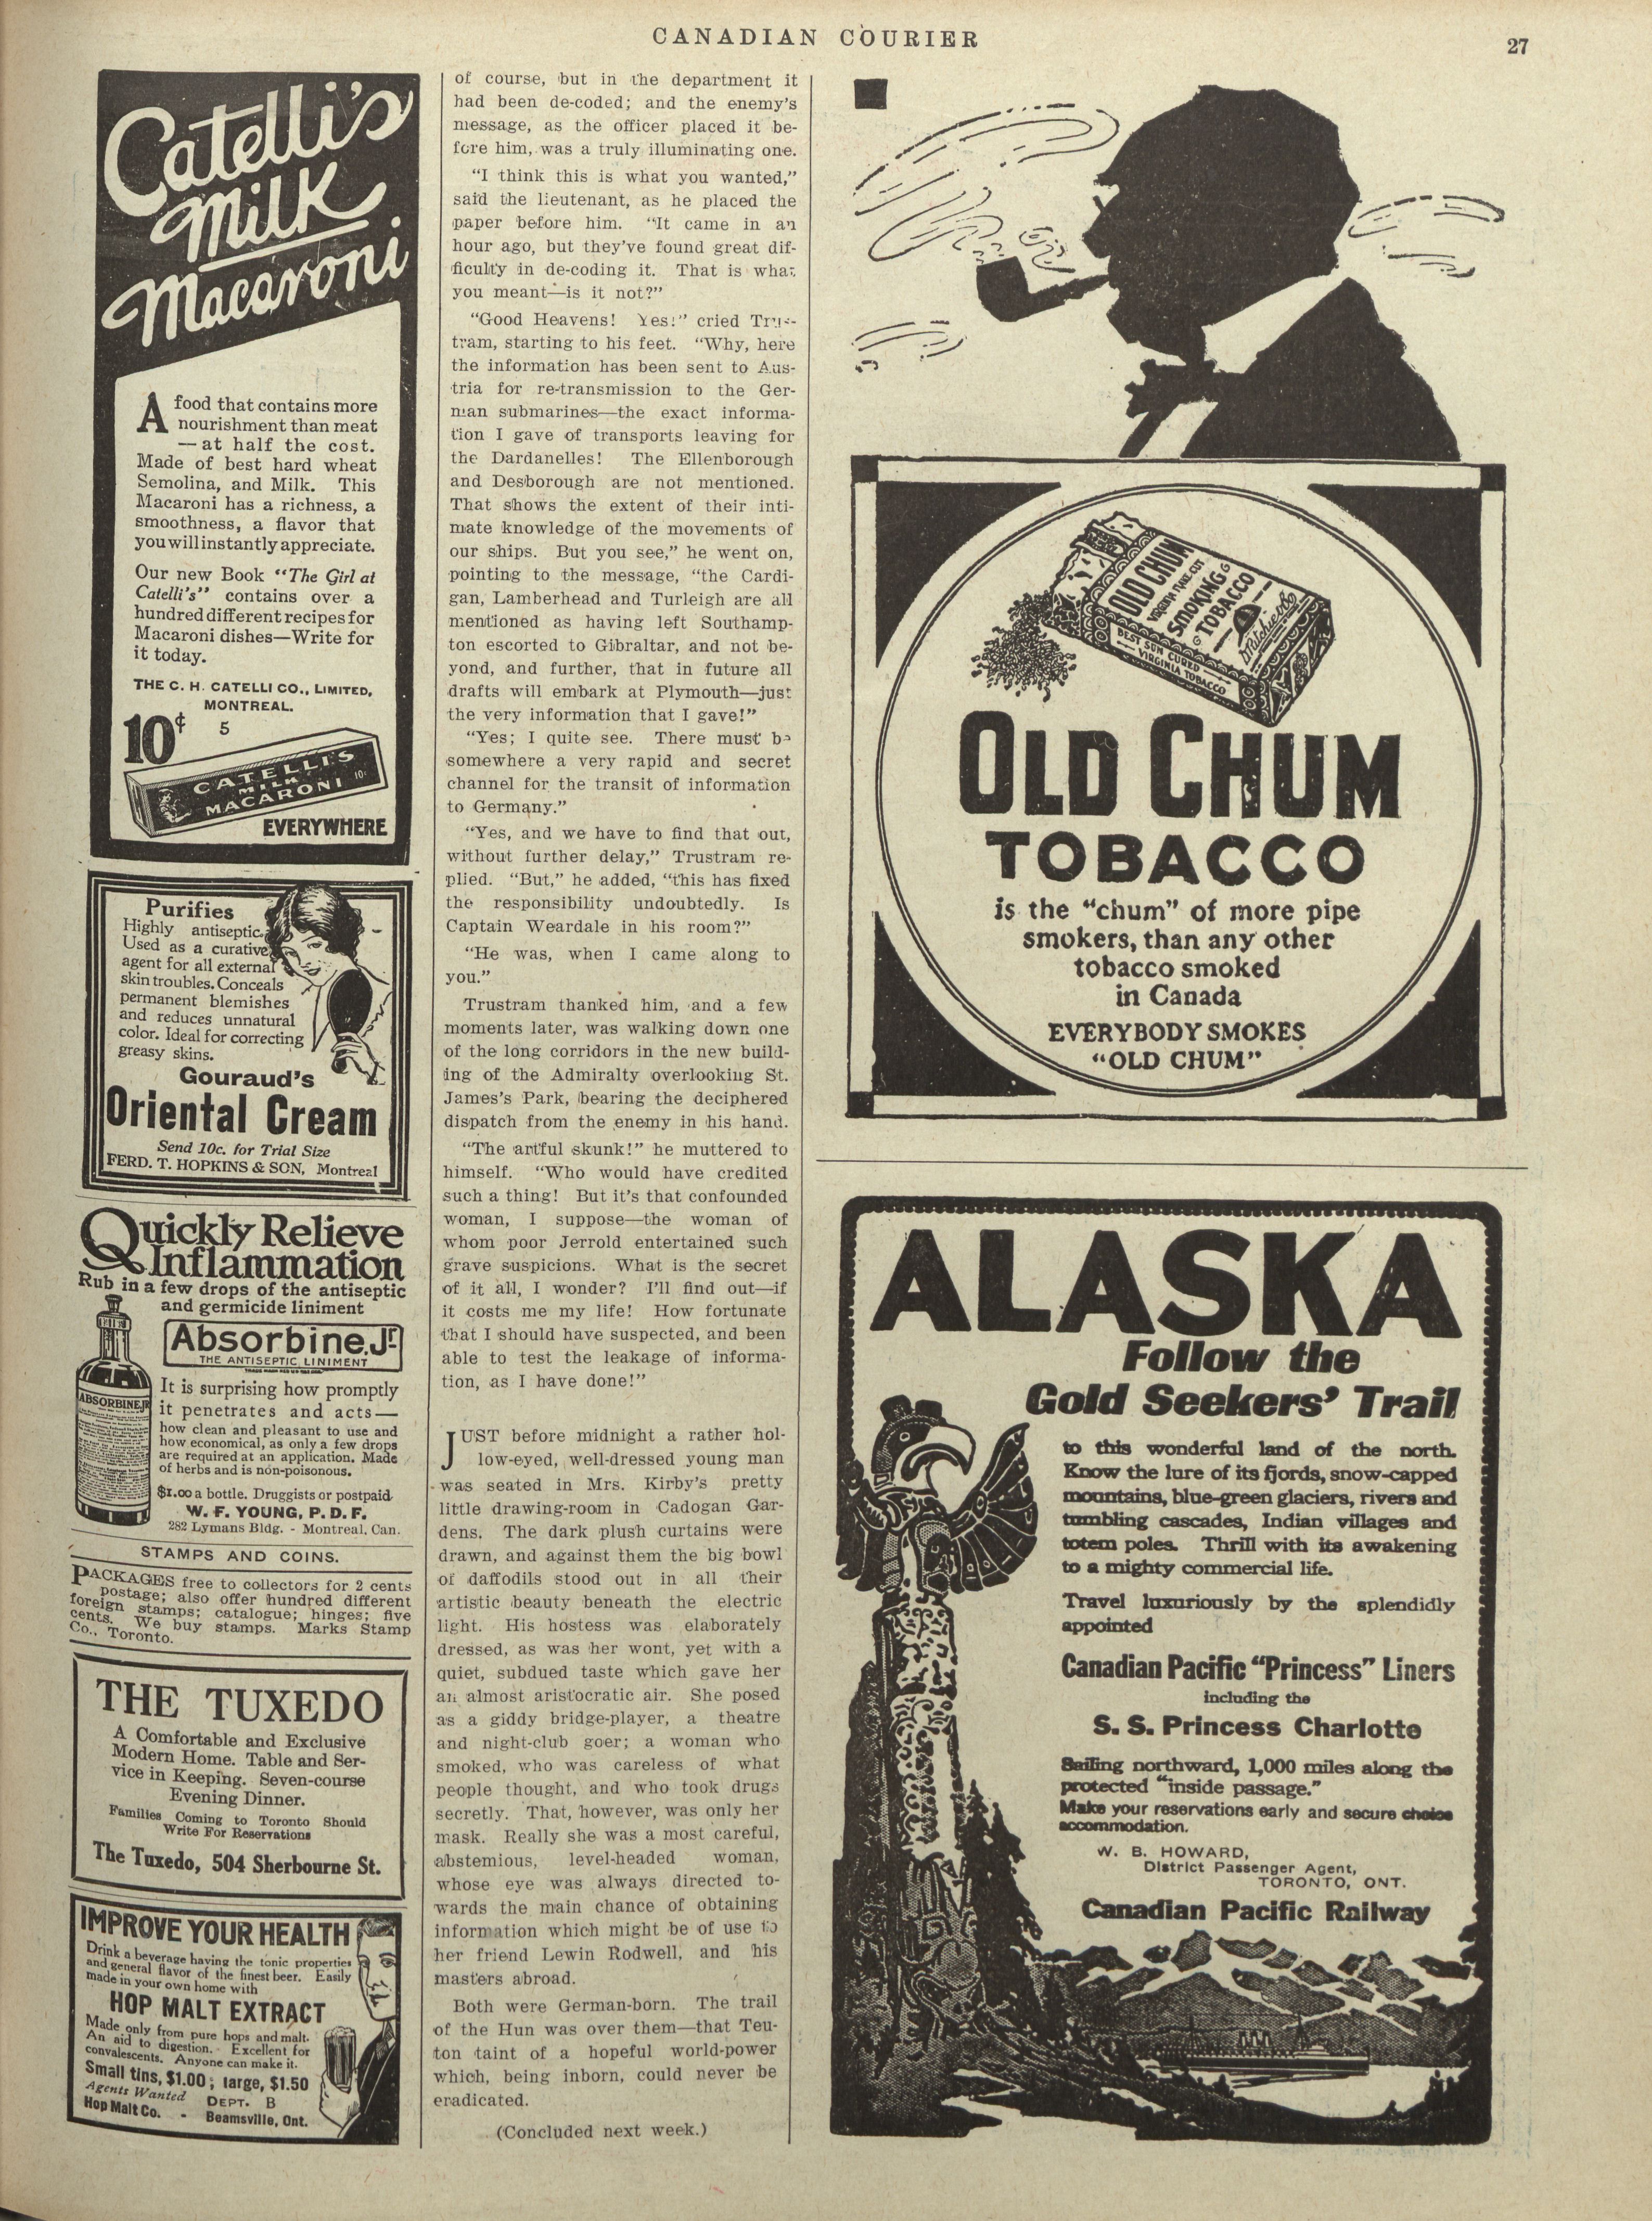 CANADIAN COURIER
27
Catelli's
Milk
Macaroni
A food that contains more
nourishment than meat
—at half the cost.
Made of best hard wheat
Semolina, and Milk. This
Macaroni has a richness, a
smoothness, a flavor that
you will instantly appreciate.
Our new Book "The Girl at
Catelli's" contains over a
hundred different recipes for
Macaroni dishes—Write for
it today.
THE C. H. CATELLI CO., LIMITED,
MONTREAL.
10¢ 5
CATELLI'S
MILK
MACARONI 10¢
EVERYWHERE
Purifies
Highly antiseptic.
Used as a curative
agent for all external
skin troubles. Conceals
permanent blemishes
and reduces unnatural
color. Ideal for correcting
greasy skins.
Gouraud's
Oriental Cream
Send 10c. for Trial Size
FERD. T. HOPKINS & SON, Montreal
Quickly Relieve
Inflammation
Rub in a few drops of the antiseptic
and germicide liniment
Absorbine, Jr.
THE ANTISEPTIC LINIMENT
ABSORBINE, JR
It is surprising how promptly
it penetrates and acts—
how clean and pleasant to use and
how economical, as only a few drops
are required at an application. Made
of herbs and is non-poisonous.
$1.00 a bottle. Druggists or postpaid.
W. F. YOUNG, P. D. F.
282 Lymans Bldg. - Montreal, Can.
STAMPS AND COINS.
PACKAGES free to collectors for 2 cents
postage; also offer hundred different
foreign stamps; catalogue; hinges; five
cents. We buy stamps. Marks Stamp
Co., Toronto.
THE TUXEDO
A Comfortable and Exclusive
Modern Home. Table and Ser-
vice in Keeping. Seven-course
Evening Dinner.
Families Coming to Toronto Should
Write For Reservations
The Tuxedo, 504 Sherbourne St.
IMPROVE YOUR HEALTH
Drink a beverage having the tonic properties
and general flavor of the finest beer. Easily
made in your own home with
HOP MALT EXTRACT
Made only from pure hops and malt.
An aid to digestion. Excellent for
convalescents. Anyone can make it.
Small tins, $1.00; large, $1.50
Agents Wanted DEPT. B
Hop Malt Co. - Beamsville, Ont.
of course, but in the department it
had been de-coded; and the enemy's
message, as the officer placed it be-
fore him, was a truly illuminating one.
"I think this is what you wanted,"
said the lieutenant, as he placed the
paper before him. "It came in an
hour ago, but they've found great dif-
ficulty in de-coding it. That is what
you meant—is it not?"
"Good Heavens! Yes!" cried Trus-
tram, starting to his feet. "Why, here
the information has been sent to Aus-
tria for re-transmission to the Ger-
man submarines—the exact informa-
tion I gave of transports leaving for
the Dardanelles! The Ellenborough
and Desborough are not mentioned.
That shows the extent of their inti-
mate knowledge of the movements of
our ships. But you see," he went on,
pointing to the message, "the Cardi-
gan, Lamberhead and Turleigh are all
mentioned as having left Southamp-
ton escorted to Gibraltar, and not be-
yond, and further, that in future all
drafts will embark at Plymouth—just
the very information that I gave!"
"Yes; I quite see. There must be
somewhere a very rapid and secret
channel for the transit of information
to Germany."
"Yes, and we have to find that out,
without further delay," Trustram re-
plied. "But," he added, "this has fixed
the responsibility undoubtedly. Is
Captain Weardale in his room?"
"He was, when I came along to
you."
Trustram thanked him, and a few
moments later, was walking down one
of the long corridors in the new build-
ing of the Admiralty overlooking St.
James's Park, bearing the deciphered
dispatch from the enemy in his hand.
"The artful skunk!" he muttered to
himself. "Who would have credited
such a thing! But it's that confounded
woman, I suppose—the woman of
whom poor Jerrold entertained such
grave suspicions. What is the secret
of it all, I wonder? I'll find out—if
it costs me my life! How fortunate
that I should have suspected, and been
able to test the leakage of informa-
tion, as I have done!"
JUST before midnight a rather hol-
low-eyed, well-dressed young man
was seated in Mrs. Kirby's pretty
little drawing-room in Cadogan Gar-
dens. The dark plush curtains were
drawn, and against them the big bowl
of daffodils stood out in all their
artistic beauty beneath the electric
light. His hostess was elaborately
dressed, as was her wont, yet with a
quiet, subdued taste which gave her
an almost aristocratic air. She posed
as a giddy bridge-player, a theatre
and night-club goer; a woman who
smoked, who was careless of what
people thought, and who took drugs
secretly. That, however, was only her
mask. Really she was a most careful,
abstemious, level-headed woman,
whose eye was always directed to-
wards the main chance of obtaining
information which might be of use to
her friend Lewin Rodwell, and his
masters abroad.
Both were German-born. The trail
of the Hun was over them—that Teu-
ton taint of a hopeful world-power
which, being inborn, could never be
eradicated.
(Concluded next week.)
OLD CHUM
VIRGINIA FLAKE CUT
SMOKING
TOBACCO
Ritchie
BEST SUN CURED
VIRGINIA TOBACCO
OLD CHUM
TOBACCO
is the "chum" of more pipe
smokers, than any other
tobacco smoked
in Canada
EVERYBODY SMOKES
"OLD CHUM"
ALASKA
Follow the
Gold Seekers' Trail
to this wonderful land of the north.
Know the lure of its fjords, snow-capped
mountains, blue-green glaciers, rivers and
tumbling cascades, Indian villages and
totem poles. Thrill with its awakening
to a mighty commercial life.
Travel luxuriously by the splendidly
appointed
Canadian Pacific "Princess" Liners
including the
S. S. Princess Charlotte
Sailing northward, 1,000 miles along the
protected "inside passage."
Make your reservations early and secure choice
accommodation.
W. B. HOWARD,
District Passenger Agent,
TORONTO, ONT.
Canadian Pacific Railway